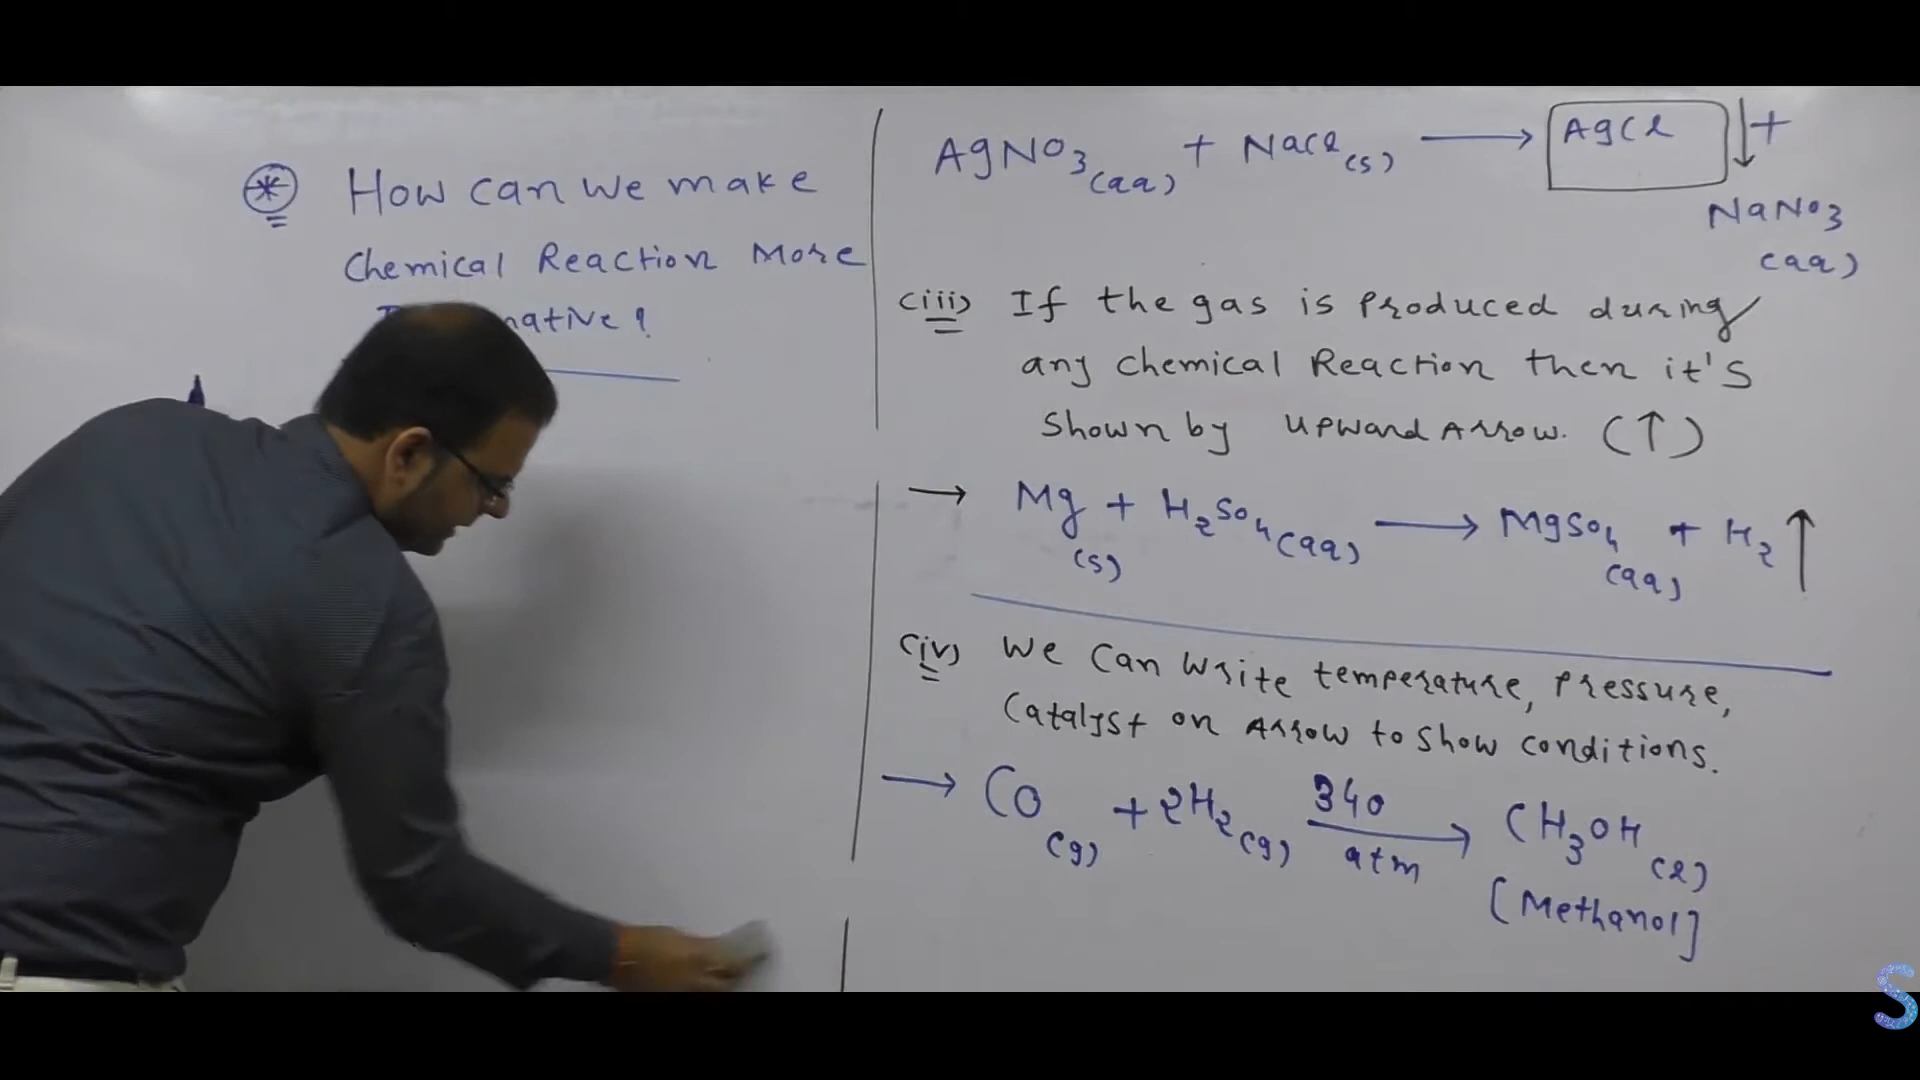 How can we make
Chemical Reaction More
native?
AgNO3(aq) + NaCl(s) → AgCl ↓ +
NaNO3
(aq)
(iii) If the gas is produced during
any chemical Reaction then it's
shown by upward Arrow. (↑)
→ Mg(s) + H2SO4(aq) → MgSO4(aq) + H2 ↑
(iv) We can write temperature, pressure,
Catalyst on Arrow to show conditions.
→ CO(g) + 2H2(g) 340 atm → CH3OH(l)
[Methanol]
S